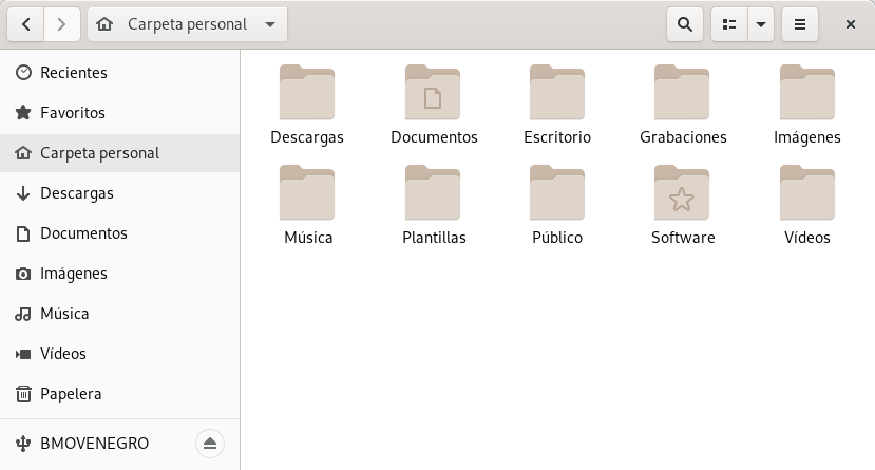 Carpeta personal
Recientes
Favoritos
Carpeta personal
Descargas
Documentos
Imágenes
Música
Vídeos
Papelera
BMOVENEGRO
Descargas Documentos Escritorio Grabaciones Imágenes
Música Plantillas Público Software Vídeos